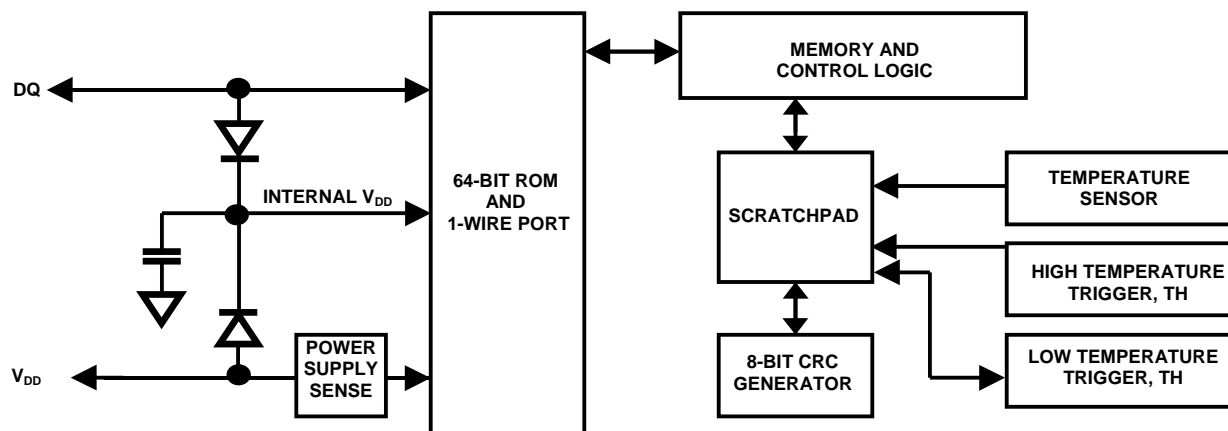 DQ
INTERNAL VDD
VDD
POWER
SUPPLY
SENSE
64-BIT ROM
AND
1-WIRE PORT
MEMORY AND
CONTROL LOGIC
SCRATCHPAD
8-BIT CRC
GENERATOR
TEMPERATURE
SENSOR
HIGH TEMPERATURE
TRIGGER, TH
LOW TEMPERATURE
TRIGGER, TH